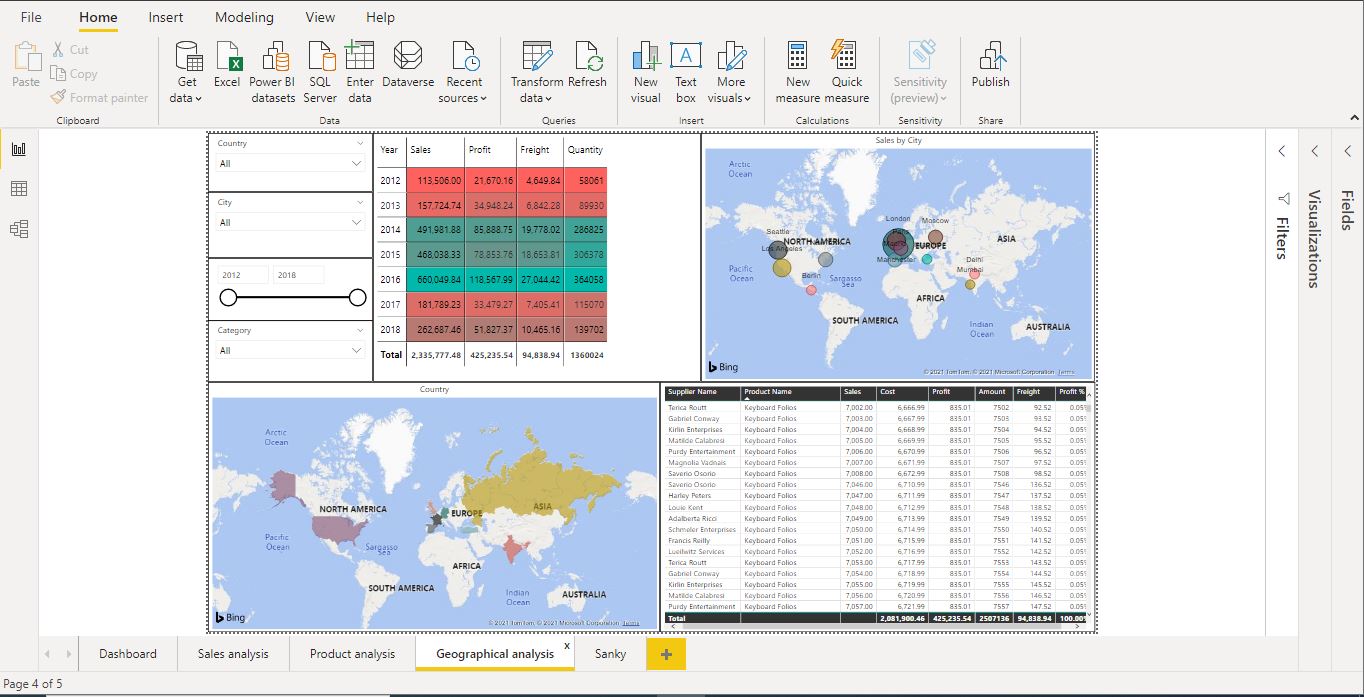 File Home Insert Modeling View Help
Paste
Cut
Copy
Format painter
Clipboard
Get data
Excel
Power BI datasets
SQL Server
Enter data
Dataverse
Recent sources
Data
Transform data
Refresh
Queries
New visual
Text box
More visuals
Insert
New measure
Quick measure
Calculations
Sensitivity (preview)
Sensitivity
Publish
Share
Country
All
City
All
2012 2018
Category
All
Year Sales Profit Freight Quantity
2012 113,506.00 21,670.16 4,649.84 58061
2013 157,724.74 34,948.24 6,842.28 89930
2014 491,981.88 85,888.75 19,778.02 286825
2015 468,038.33 78,853.76 18,653.81 306378
2016 660,049.84 118,567.99 27,044.42 364058
2017 181,789.23 33,479.27 7,405.41 115070
2018 262,687.46 51,827.37 10,465.16 139702
Total 2,335,777.48 425,235.54 94,838.94 1360024
Sales by City
Arctic
Ocean
London
Moscow
Seattle
Paris
NORTH AMERICA
ASIA
Los Angeles
Madrid
EUROPE
Manchester
Delhi
Pacific
Ocean
Berlin
Sargasso
Sea
Mumbai
AFRICA
SOUTH AMERICA
Indian
Ocean
AUSTRALIA
Bing
© 2021 TomTom, © 2021 Microsoft Corporation Terms
Country
Arctic
Ocean
NORTH AMERICA
EUROPE
ASIA
Pacific
Ocean
Sargasso
Sea
AFRICA
SOUTH AMERICA
Indian
Ocean
AUSTRALIA
Bing
© 2021 TomTom, © 2021 Microsoft Corporation Terms
Supplier Name Product Name Sales Cost Profit Amount Freight Profit %
Terica Routt Keyboard Folios 7,002.00 6,666.99 835.01 7502 92.52 0.05
Gabriel Conway Keyboard Folios 7,003.00 6,667.99 835.01 7503 93.52 0.05
Kirlin Enterprises Keyboard Folios 7,004.00 6,668.99 835.01 7504 94.52 0.05
Matilde Calabresi Keyboard Folios 7,005.00 6,669.99 835.01 7505 95.52 0.05
Purdy Entertainment Keyboard Folios 7,006.00 6,670.99 835.01 7506 96.52 0.05
Magnolia Vadnais Keyboard Folios 7,007.00 6,671.99 835.01 7507 97.52 0.05
Saverio Osorio Keyboard Folios 7,008.00 6,672.99 835.01 7508 98.52 0.05
Saverio Osorio Keyboard Folios 7,046.00 6,710.99 835.01 7546 136.52 0.05
Harley Peters Keyboard Folios 7,047.00 6,711.99 835.01 7547 137.52 0.05
Louie Kent Keyboard Folios 7,048.00 6,712.99 835.01 7548 138.52 0.05
Adalberta Ricci Keyboard Folios 7,049.00 6,713.99 835.01 7549 139.52 0.05
Schmeler Enterprises Keyboard Folios 7,050.00 6,714.99 835.01 7550 140.52 0.05
Francis Reilly Keyboard Folios 7,051.00 6,715.99 835.01 7551 141.52 0.05
Lueilwitz Services Keyboard Folios 7,052.00 6,716.99 835.01 7552 142.52 0.05
Terica Routt Keyboard Folios 7,053.00 6,717.99 835.01 7553 143.52 0.05
Gabriel Conway Keyboard Folios 7,054.00 6,718.99 835.01 7554 144.52 0.05
Kirlin Enterprises Keyboard Folios 7,055.00 6,719.99 835.01 7555 145.52 0.05
Matilde Calabresi Keyboard Folios 7,056.00 6,720.99 835.01 7556 146.52 0.05
Purdy Entertainment Keyboard Folios 7,057.00 6,721.99 835.01 7557 147.52 0.05
Total 2,081,900.46 425,235.54 2507136 94,838.94 100.00
Filters
Visualizations
Fields
Dashboard Sales analysis Product analysis Geographical analysis x Sanky +
Page 4 of 5